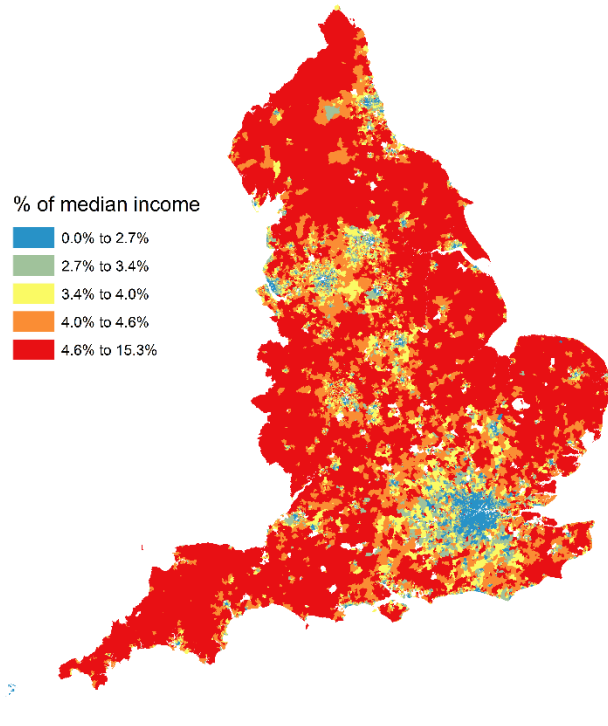 % of median income
0.0% to 2.7%
2.7% to 3.4%
3.4% to 4.0%
4.0% to 4.6%
4.6% to 15.3%